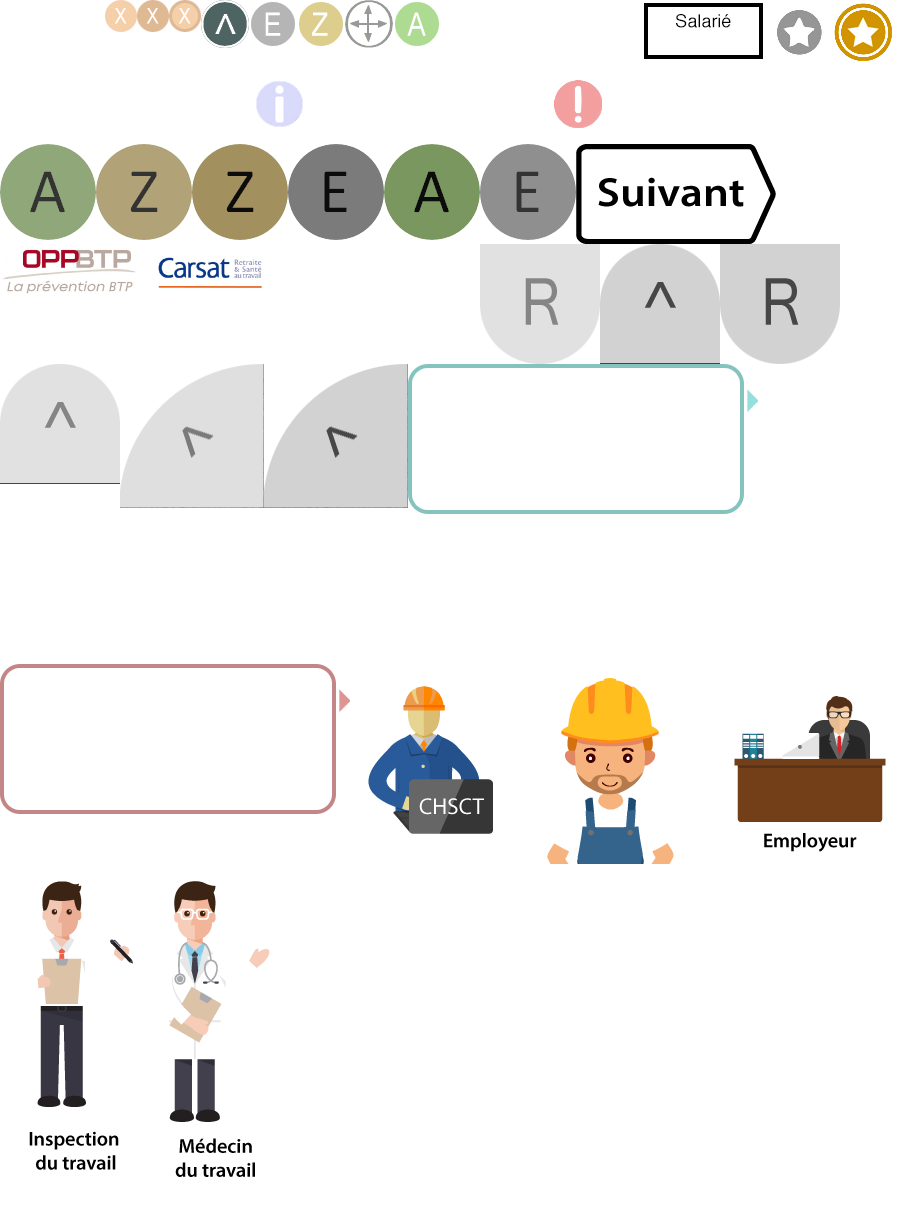 X X X Λ E Z A
Salarié
i !
A Z Z E A E Suivant
OPPBTP
La prévention BTP
Carsat Retraite
& Santé
au travail
R ^ R
^ < <
CHSCT
Employeur
Inspection
du travail
Médecin
du travail